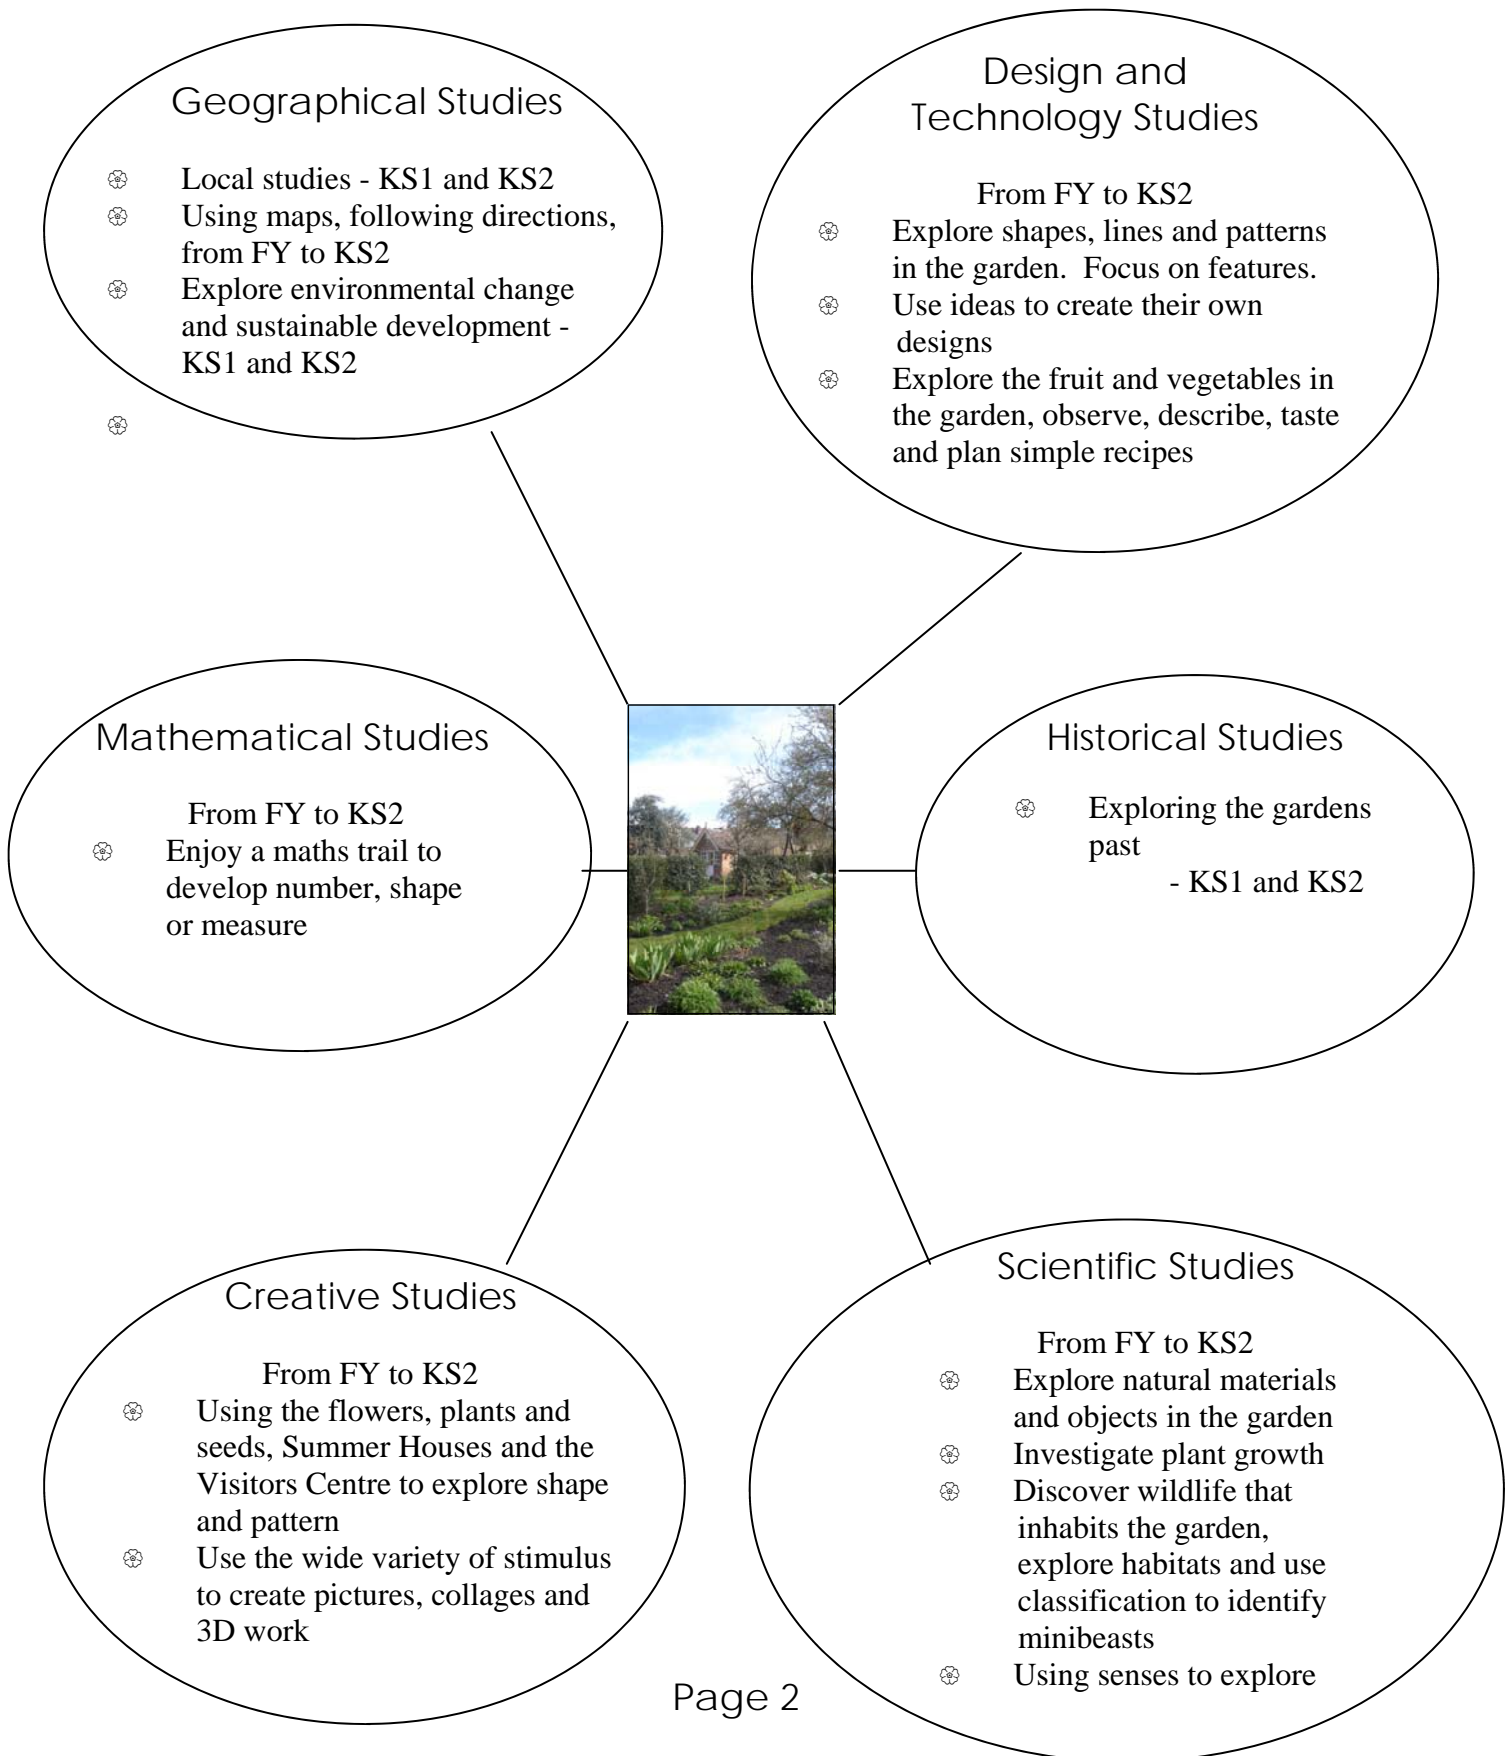 Geographical Studies
Local studies - KS1 and KS2
Using maps, following directions,
from FY to KS2
Explore environmental change
and sustainable development -
KS1 and KS2
Design and
Technology Studies
From FY to KS2
Explore shapes, lines and patterns
in the garden.  Focus on features.
Use ideas to create their own
designs
Explore the fruit and vegetables in
the garden, observe, describe, taste
and plan simple recipes
Mathematical Studies
From FY to KS2
Enjoy a maths trail to
develop number, shape
or measure
Historical Studies
Exploring the gardens
past
- KS1 and KS2
Creative Studies
From FY to KS2
Using the flowers, plants and
seeds, Summer Houses and the
Visitors Centre to explore shape
and pattern
Use the wide variety of stimulus
to create pictures, collages and
3D work
Scientific Studies
From FY to KS2
Explore natural materials
and objects in the garden
Investigate plant growth
Discover wildlife that
inhabits the garden,
explore habitats and use
classification to identify
minibeasts
Using senses to explore
Page 2